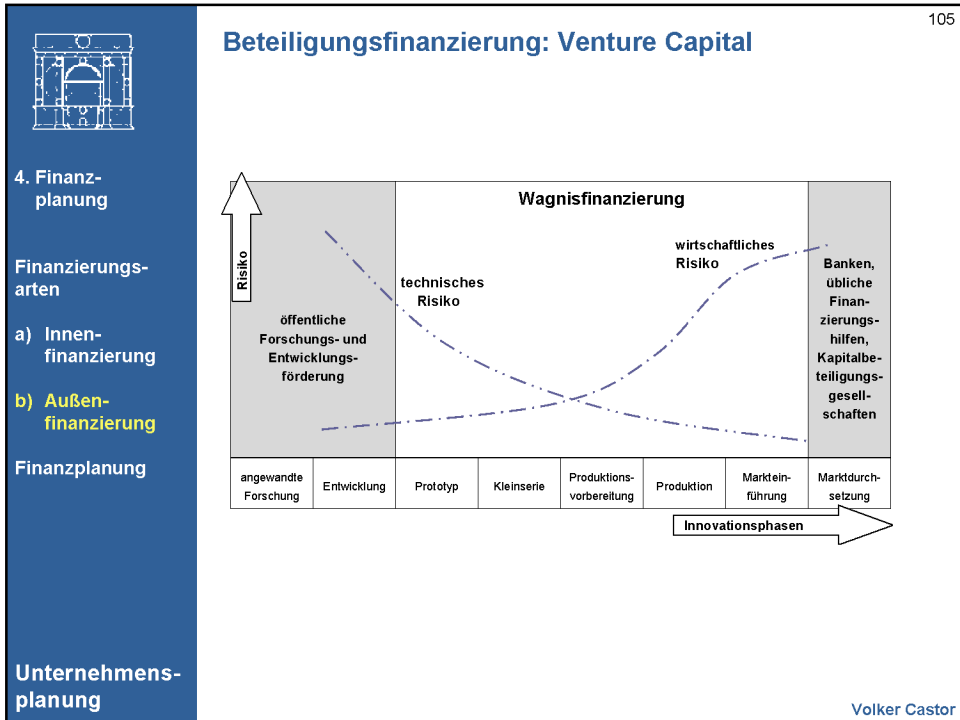 105
Beteiligungsfinanzierung: Venture Capital
4. Finanz-
planung
Finanzierungs-
arten
a) Innen-
finanzierung
b) Außen-
finanzierung
Finanzplanung
Unternehmens-
planung
Risiko
öffentliche
Forschungs- und
Entwicklungs-
förderung
Wagnisfinanzierung
technisches
Risiko
wirtschaftliches
Risiko
Banken,
übliche
Finan-
zierungs-
hilfen,
Kapitalbe-
teiligungs-
gesell-
schaften
angewandte
Forschung
Entwicklung
Prototyp
Kleinserie
Produktions-
vorbereitung
Produktion
Marktein-
führung
Marktdurch-
setzung
Innovationsphasen
Volker Castor